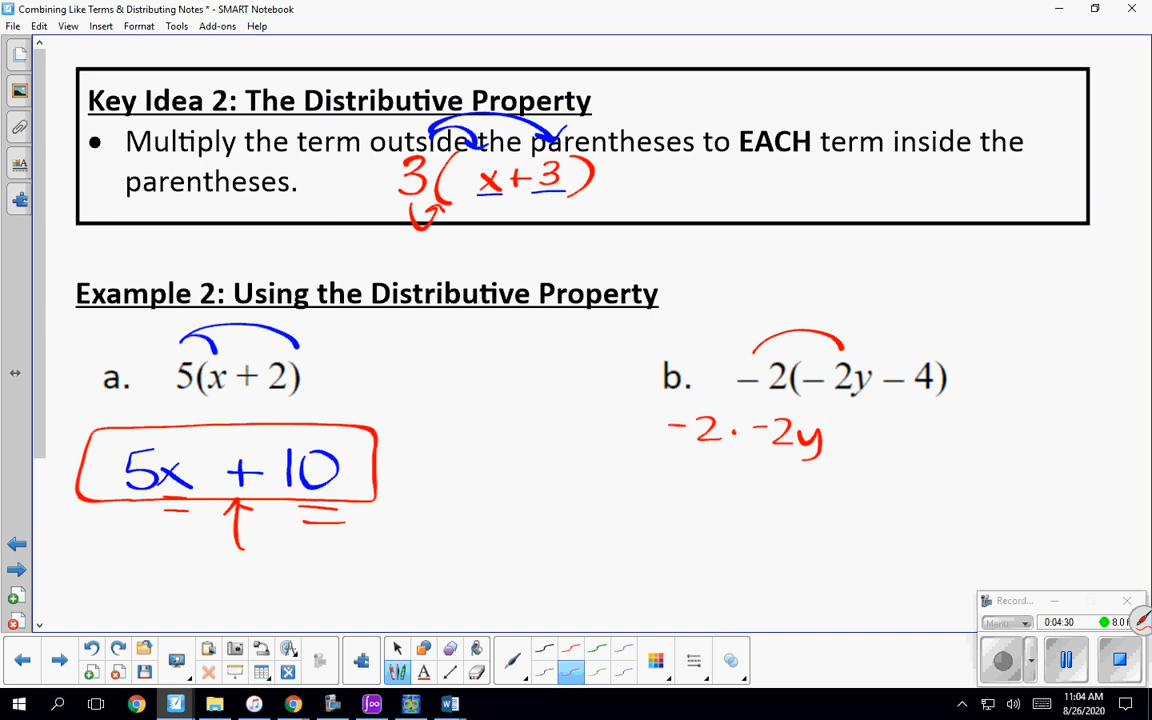 Combining Like Terms & Distributing Notes * - SMART Notebook
File Edit View Insert Format Tools Add-ons Help
Key Idea 2: The Distributive Property
• Multiply the term outside the parentheses to EACH term inside the
parentheses.
3(x+3)
Example 2: Using the Distributive Property
a. 5(x + 2)
b. – 2(– 2y – 4)
-2·-2y
5x + 10
Record...
Menu
0:04:30
8.0
11:04 AM
8/26/2020